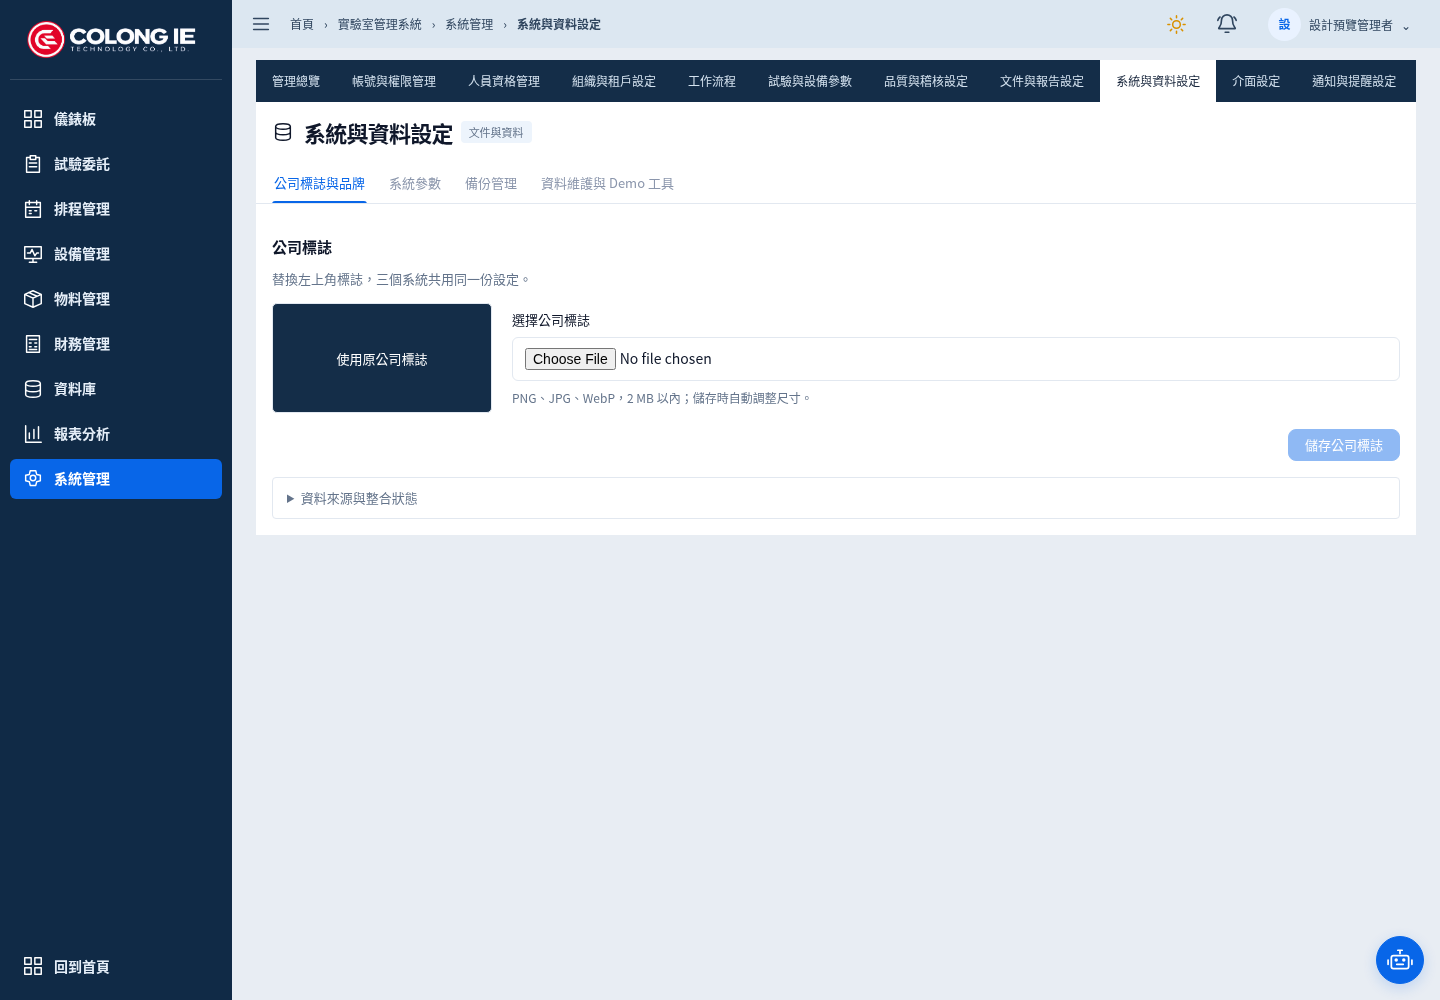 COLONG IE
TECHNOLOGY CO., LTD.
儀錶板
試驗委託
排程管理
設備管理
物料管理
財務管理
資料庫
報表分析
系統管理
回到首頁
首頁 › 實驗室管理系統 › 系統管理 › 系統與資料設定
設 設計預覽管理者
管理總覽 帳號與權限管理 人員資格管理 組織與租戶設定 工作流程 試驗與設備參數 品質與稽核設定 文件與報告設定 系統與資料設定 介面設定 通知與提醒設定
系統與資料設定 文件與資料
公司標誌與品牌 系統參數 備份管理 資料維護與 Demo 工具
公司標誌
替換左上角標誌，三個系統共用同一份設定。
使用原公司標誌
選擇公司標誌
Choose File No file chosen
PNG、JPG、WebP，2 MB 以內；儲存時自動調整尺寸。
儲存公司標誌
▶ 資料來源與整合狀態